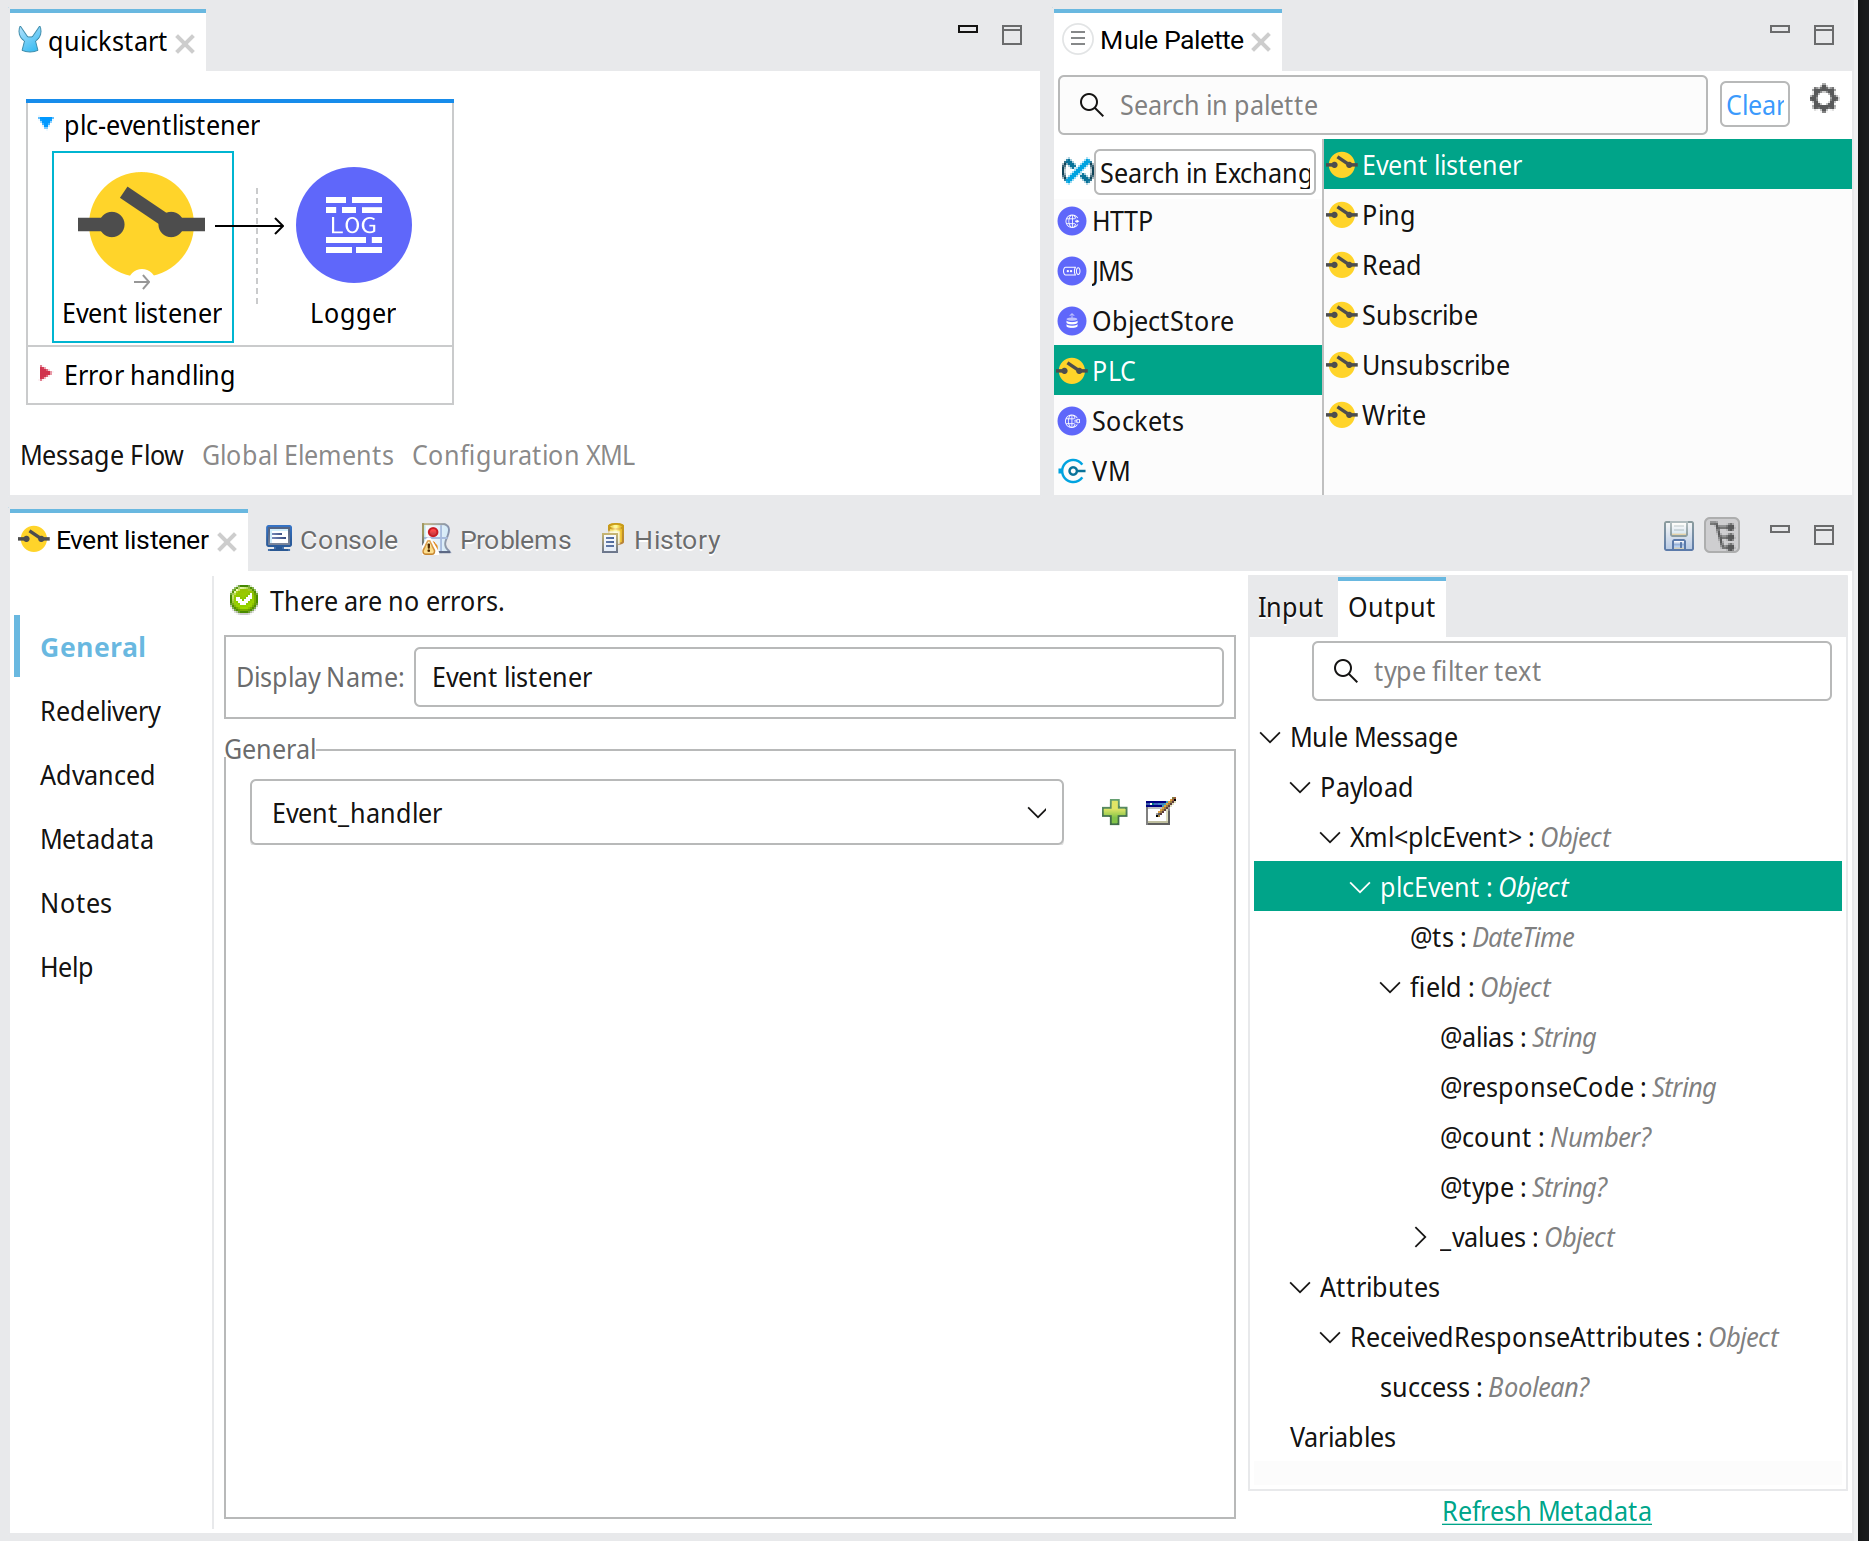 quickstart
plc-eventlistener
LOG
Event listener
Logger
Error handling
Message Flow
Global Elements
Configuration XML
Mule Palette
Search in palette
Clear
Search in Exchang
HTTP
JMS
ObjectStore
PLC
Sockets
VM
Event listener
Ping
Read
Subscribe
Unsubscribe
Write
Event listener
Console
Problems
History
General
Redelivery
Advanced
Metadata
Notes
Help
There are no errors.
Display Name:
Event listener
General
Event_handler
Input
Output
type filter text
Mule Message
Payload
Xml<plcEvent> : Object
plcEvent : Object
@ts : DateTime
field : Object
@alias : String
@responseCode : String
@count : Number?
@type : String?
_values : Object
Attributes
ReceivedResponseAttributes : Object
success : Boolean?
Variables
Refresh Metadata